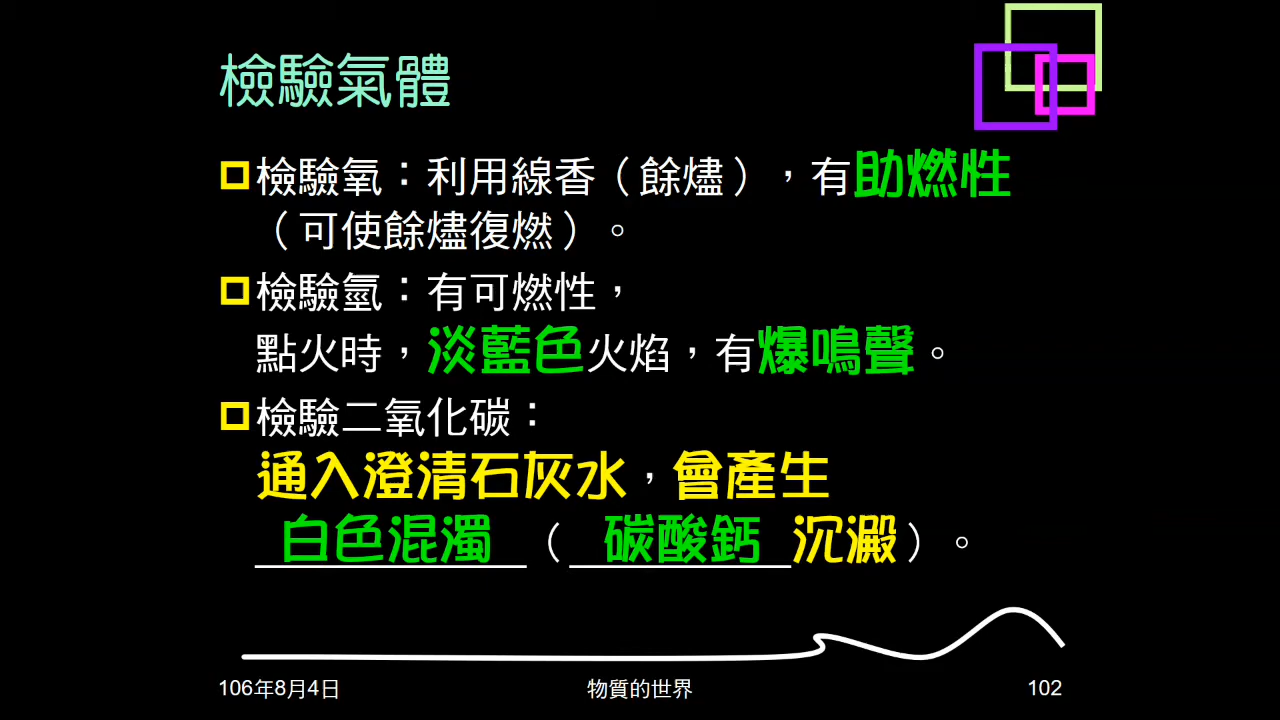 檢驗氣體
檢驗氧：利用線香（餘燼），有助燃性
（可使餘燼復燃）。
檢驗氫：有可燃性，
點火時，淡藍色火焰，有爆鳴聲。
檢驗二氧化碳：
通入澄清石灰水，會產生
白色混濁（碳酸鈣沉澱）。
106年8月4日
物質的世界
102